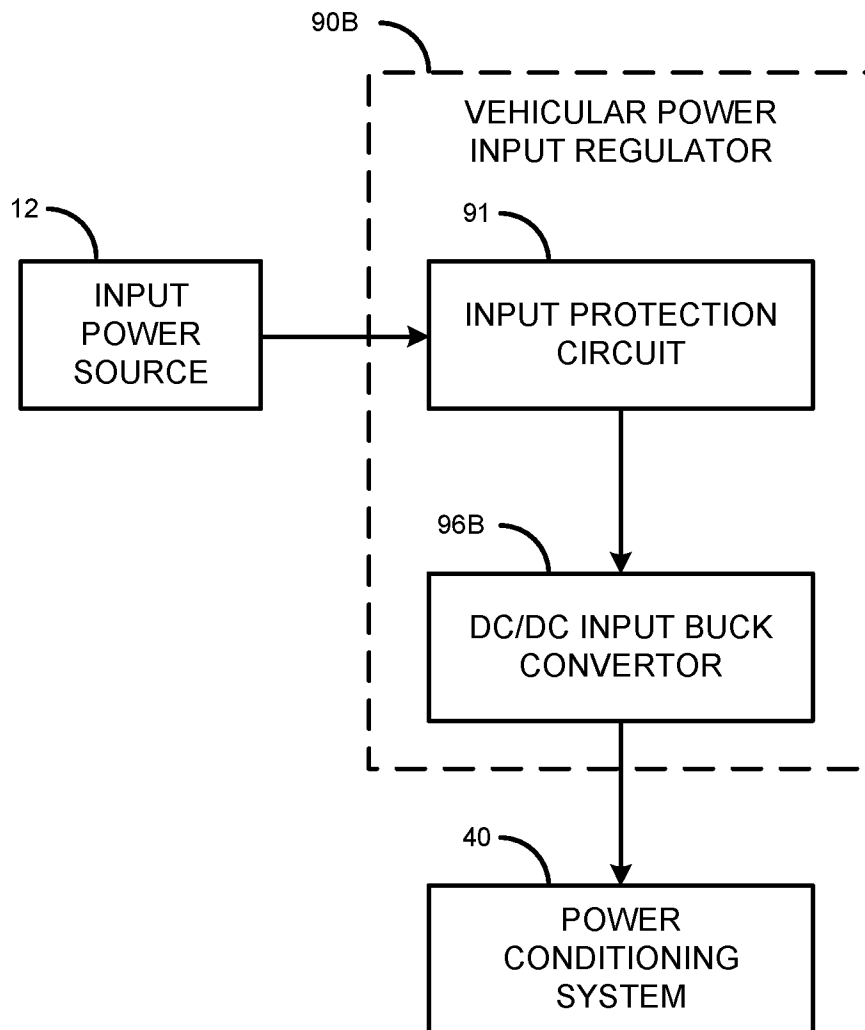 90B
VEHICULAR POWER
INPUT REGULATOR
12
91
INPUT
POWER
SOURCE
INPUT PROTECTION
CIRCUIT
96B
DC/DC INPUT BUCK
CONVERTOR
40
POWER
CONDITIONING
SYSTEM